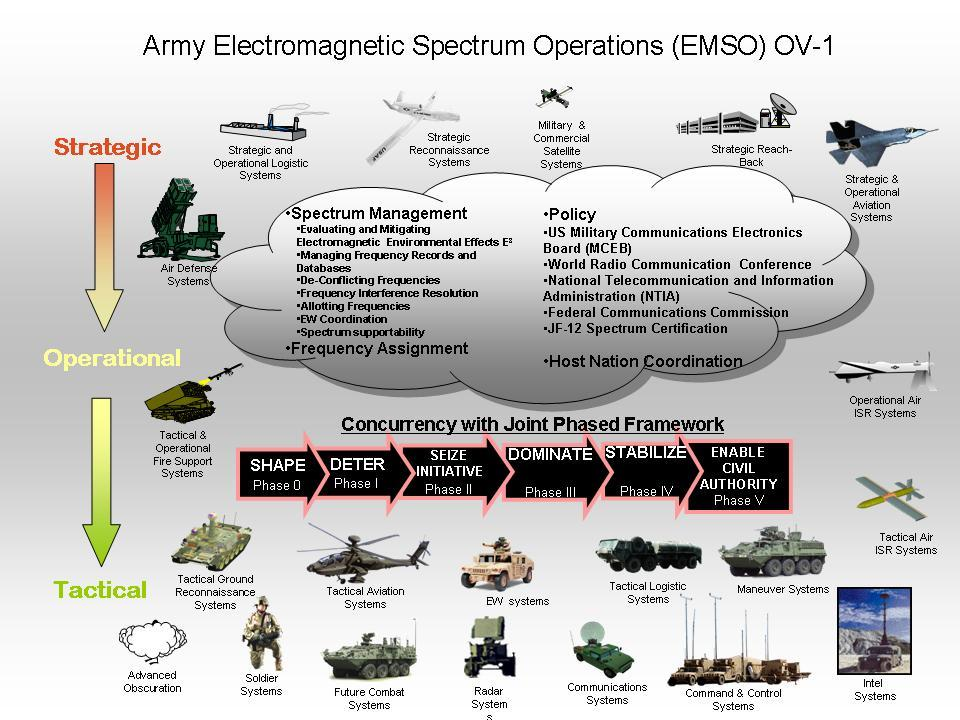 Army Electromagnetic Spectrum Operations (EMSO) OV-1
Strategic
Strategic and
Operational Logistic
Systems
USAF
Strategic
Reconnaissance
Systems
Military &
Commercial
Satellite
Systems
Strategic Reach-
Back
Strategic &
Operational
Aviation
Systems
Air Defense
Systems
•Spectrum Management
•Evaluating and Mitigating
Electromagnetic Environmental Effects E³
•Managing Frequency Records and
Databases
•De-Conflicting Frequencies
•Frequency Interference Resolution
•Allotting Frequencies
•EW Coordination
•Spectrum supportability
•Frequency Assignment
•Policy
•US Military Communications Electronics
Board (MCEB)
•World Radio Communication Conference
•National Telecommunication and Information
Administration (NTIA)
•Federal Communications Commission
•JF-12 Spectrum Certification
•Host Nation Coordination
Operational
Operational Air
ISR Systems
Tactical &
Operational
Fire Support
Systems
Concurrency with Joint Phased Framework
SHAPE
Phase 0
DETER
Phase I
SEIZE
INITIATIVE
Phase II
DOMINATE
Phase III
STABILIZE
Phase IV
ENABLE
CIVIL
AUTHORITY
Phase V
Tactical Air
ISR Systems
Tactical
Tactical Ground
Reconnaissance
Systems
Tactical Aviation
Systems
EW systems
Tactical Logistic
Systems
Maneuver Systems
Advanced
Obscuration
Soldier
Systems
Future Combat
Systems
Radar
System
s
Communications
Systems
Command & Control
Systems
Intel
Systems